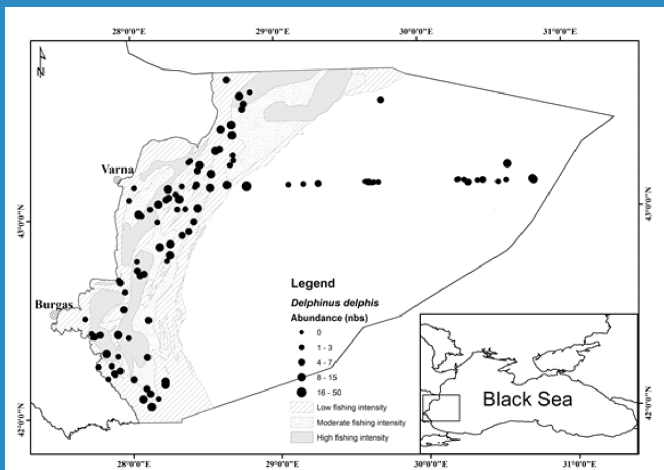 28°0'0"E 29°0'0"E 30°0'0"E 31°0'0"E
N
Varna
43°0'0"N
43°0'0"N
Burgas
Legend
Delphinus delphis
Abundance (nbs)
0
1 - 3
4 - 7
8 - 15
16 - 50
Low fishing intensity
Moderate fishing intensity
High fishing intensity
Black Sea
42°0'0"N
42°0'0"N
28°0'0"E 29°0'0"E 30°0'0"E 31°0'0"E